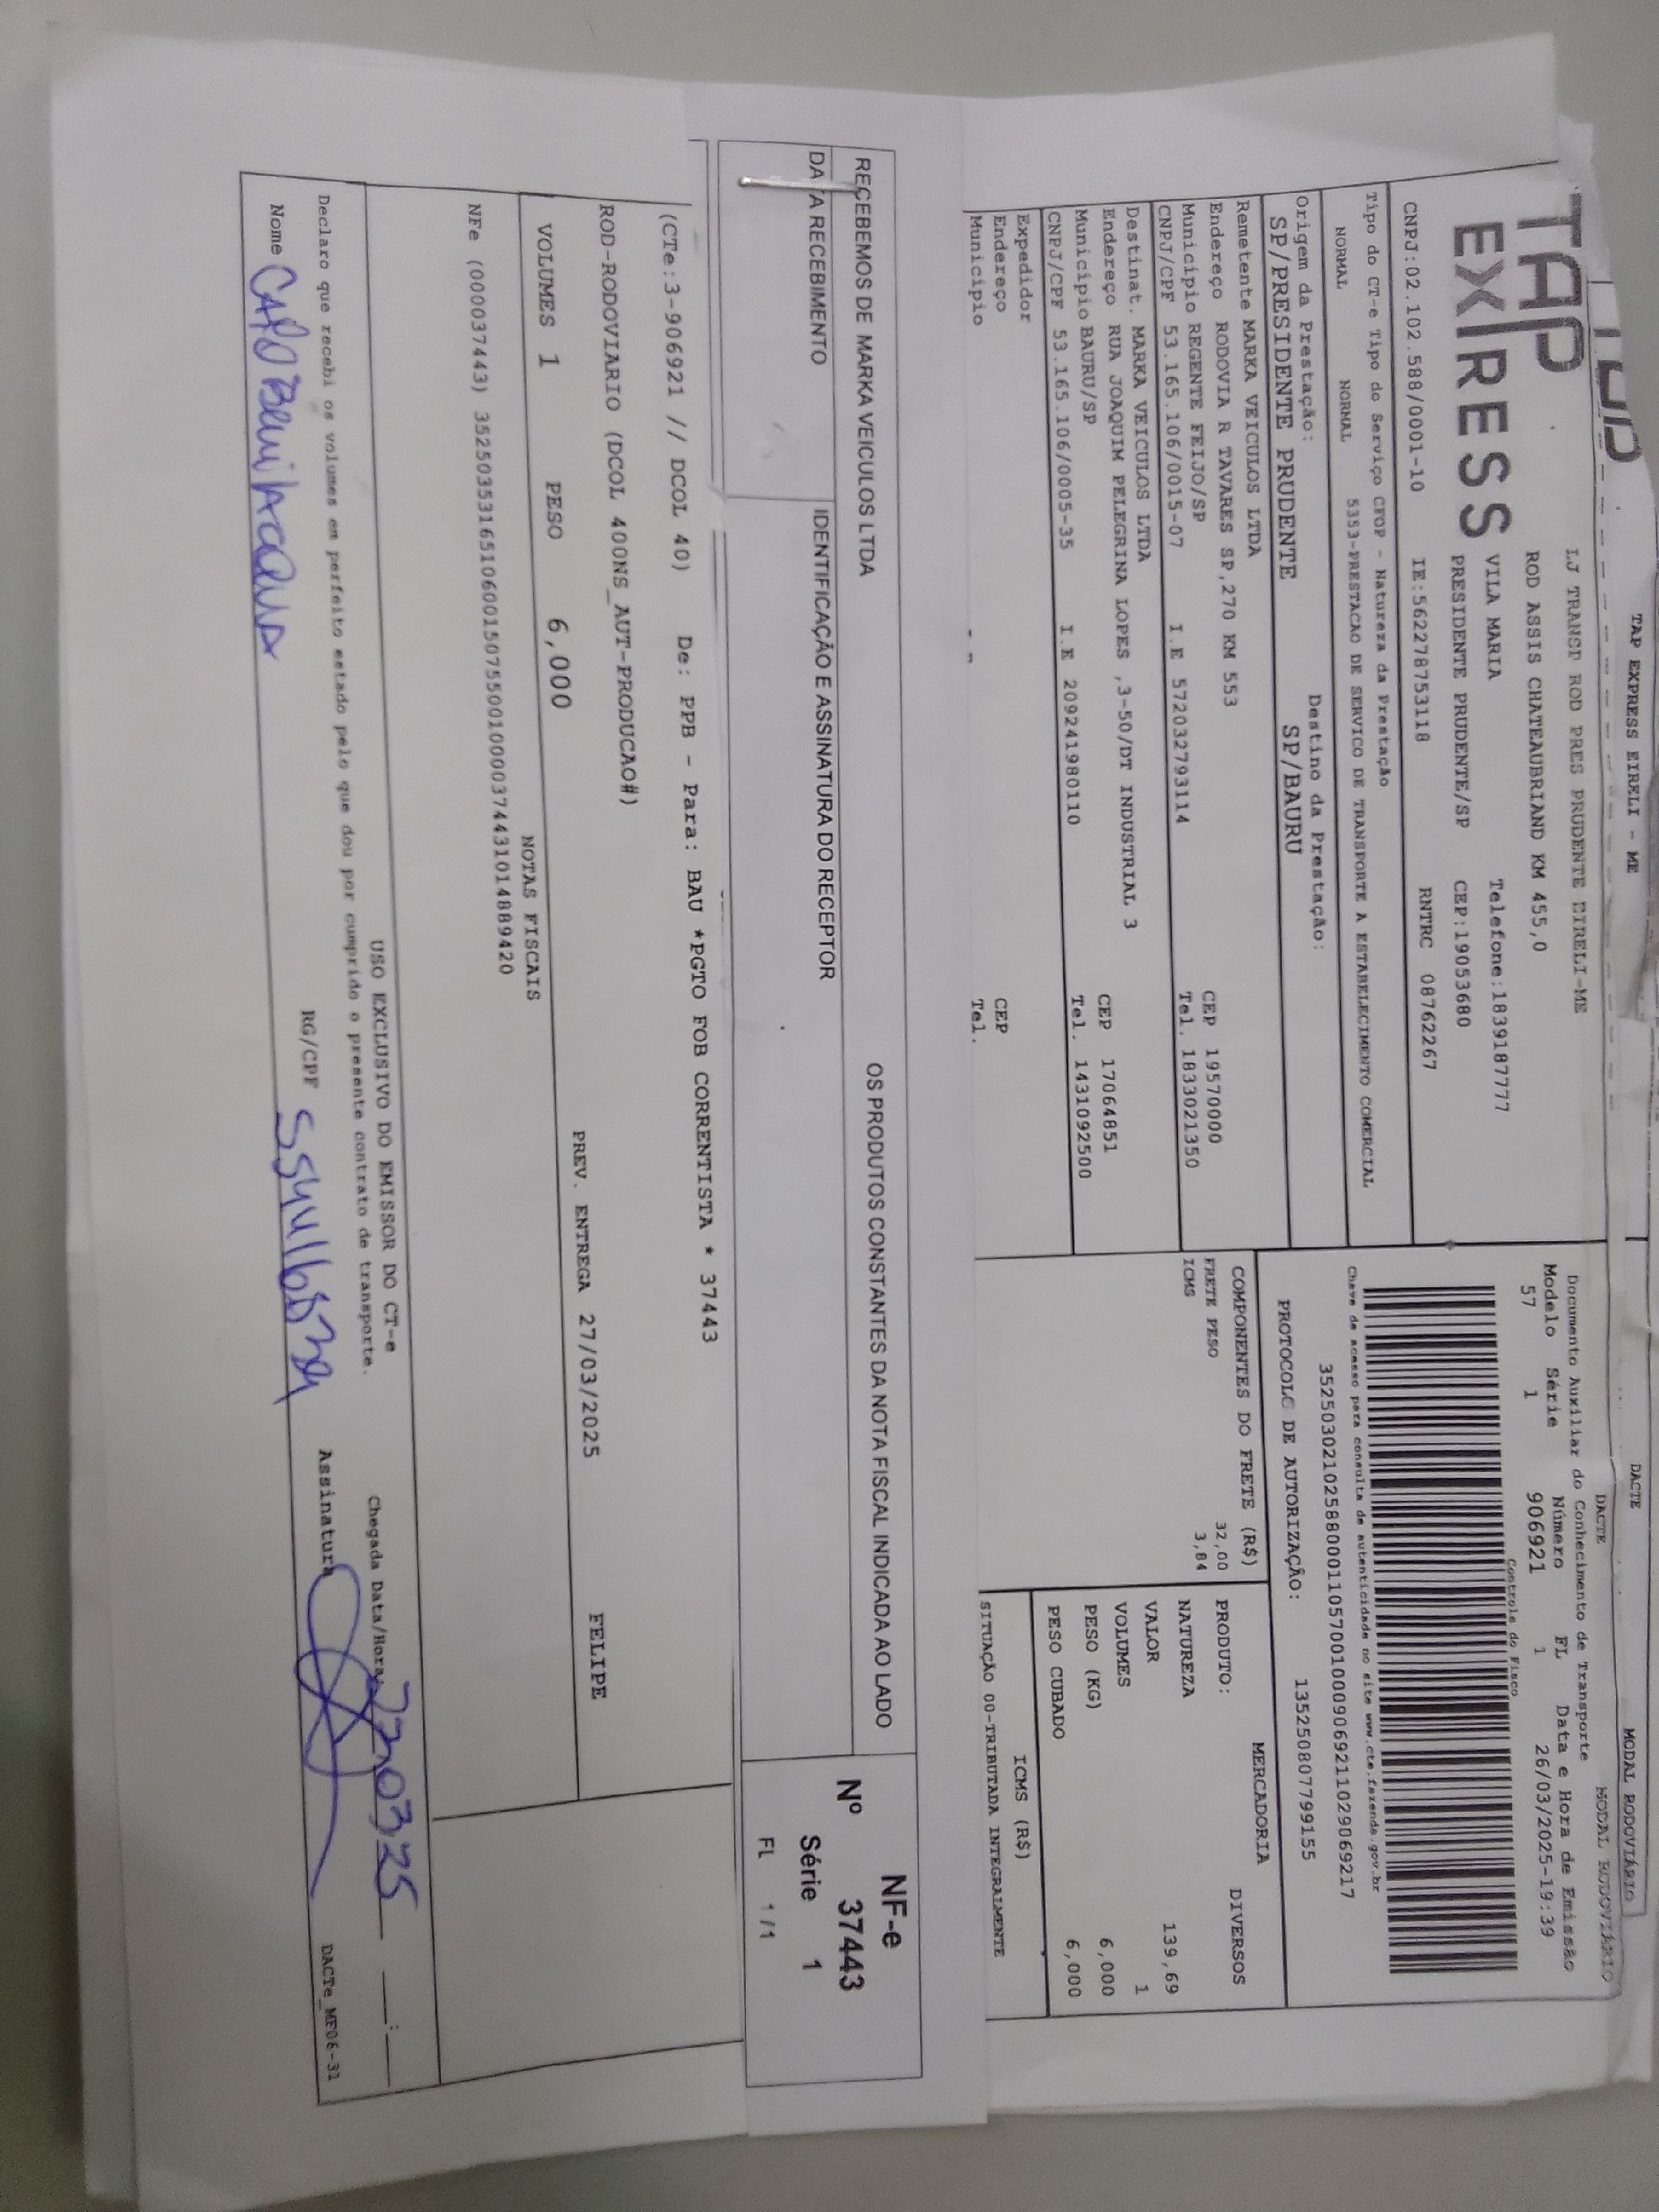 TAP EXPRESS EIRELI - ME DACTE MODAL RODOVIÁRIO
DACTE MODAL RODOVIÁRIO
TAP
EXPRESS
LJ TRANSP ROD PRES PRUDENTE EIRELI-ME
ROD ASSIS CHATEAUBRIAND KM 455,0
VILA MARIA Telefone:1839187777
PRESIDENTE PRUDENTE/SP CEP:19053680
CNPJ:02.102.588/0001-10 IE:562278753118 RNTRC 08762267
Documento Auxiliar do Conhecimento de Transporte
Modelo Série Número FL Data e Hora de Emissão
57 1 906921 1 26/03/2025-19:39
Controle do Fisco
Tipo do CT-e Tipo do Serviço CFOP - Natureza da Prestação
NORMAL NORMAL 5353-PRESTACAO DE SERVICO DE TRANSPORTE A ESTABELECIMENTO COMERCIAL
Chave de acesso para consulta de autenticidade no site www.cte.fazenda.gov.br
35250302102588000110570010009069211029069217
Origem da Prestação: Destino da Prestação:
SP/PRESIDENTE PRUDENTE SP/BAURU
PROTOCOLO DE AUTORIZAÇÃO: 135250807799155
Remetente MARKA VEICULOS LTDA
Endereço RODOVIA R TAVARES SP,270 KM 553 CEP 19570000
Município REGENTE FEIJO/SP Tel. 1833021350
CNPJ/CPF 53.165.106/0015-07 I.E 572032793114
Destinat. MARKA VEICULOS LTDA
Endereço RUA JOAQUIM PELEGRINA LOPES ,3-50/DT INDUSTRIAL 3 CEP 17064851
Município BAURU/SP Tel. 1431092500
CNPJ/CPF 53.165.106/0005-35 I.E 209241980110
Expedidor
Endereço CEP
Município Tel.
COMPONENTES DO FRETE (R$)
FRETE PESO 32,00
ICMS 3,84
MERCADORIA
PRODUTO: DIVERSOS
NATUREZA
VALOR 139,69
VOLUMES 1
PESO (KG) 6,000
PESO CUBADO 6,000
ICMS (R$)
SITUAÇÃO 00-TRIBUTADA INTEGRALMENTE
RECEBEMOS DE MARKA VEICULOS LTDA OS PRODUTOS CONSTANTES DA NOTA FISCAL INDICADA AO LADO
DATA RECEBIMENTO IDENTIFICAÇÃO E ASSINATURA DO RECEPTOR
NF-e
Nº 37443
Série 1
FL 1 /1
(CTe:3-906921 // DCOL 40) De: PPB - Para: BAU *PGTO FOB CORRENTISTA * 37443
ROD-RODOVIARIO (DCOL 400NS_AUT-PRODUCAO#)
VOLUMES 1 PESO 6,000 PREV. ENTREGA 27/03/2025 FELIPE
NOTAS FISCAIS
NFe (000037443) 35250353165106001507550010000374431014889420
USO EXCLUSIVO DO EMISSOR DO CT-e
Declaro que recebi os volumes em perfeito estado pelo que dou por cumprido o presente contrato de transporte.
Chegada Data/Hora 270325 __:__
Nome RG/CPF Assinatura DACTe_MF06-31